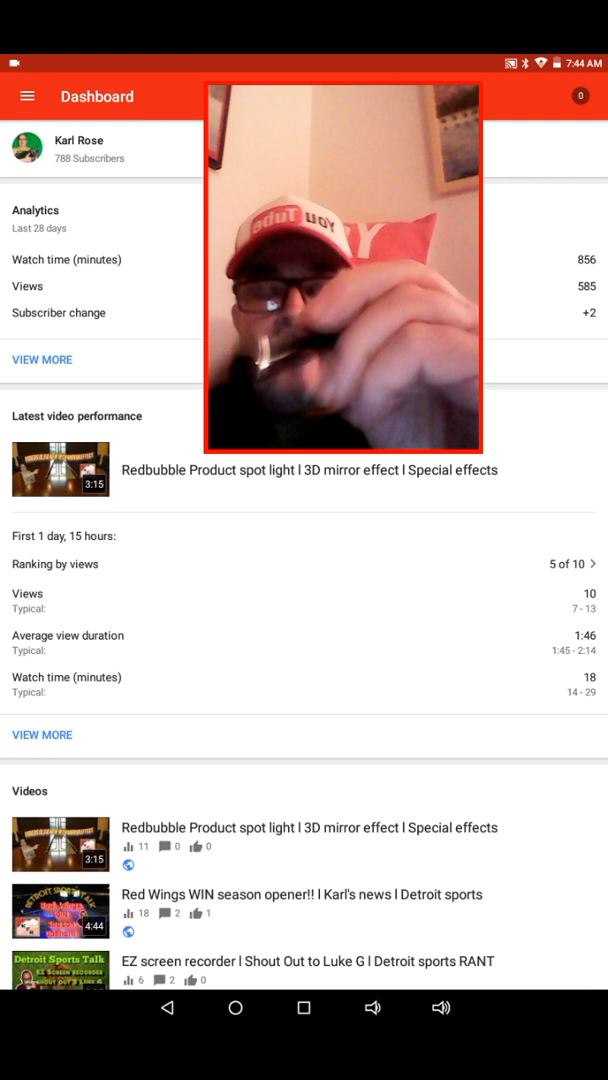 7:44 AM
Dashboard
0
Karl Rose
788 Subscribers
Analytics
Last 28 days
Watch time (minutes) 856
Views 585
Subscriber change +2
VIEW MORE
You Tube
Latest video performance
3:15
Redbubble Product spot light l 3D mirror effect l Special effects
First 1 day, 15 hours:
Ranking by views 5 of 10
Views 10
Typical: 7 - 13
Average view duration 1:46
Typical: 1:45 - 2:14
Watch time (minutes) 18
Typical: 14 - 29
VIEW MORE
Videos
Redbubble Product spot light l 3D mirror effect l Special effects
11 0 0
3:15
Red Wings WIN season opener!! l Karl's news l Detroit sports
18 2 1
4:44
EZ screen recorder l Shout Out to Luke G l Detroit sports RANT
6 2 0
Detroit Sports Talk
EZ Screen recorder